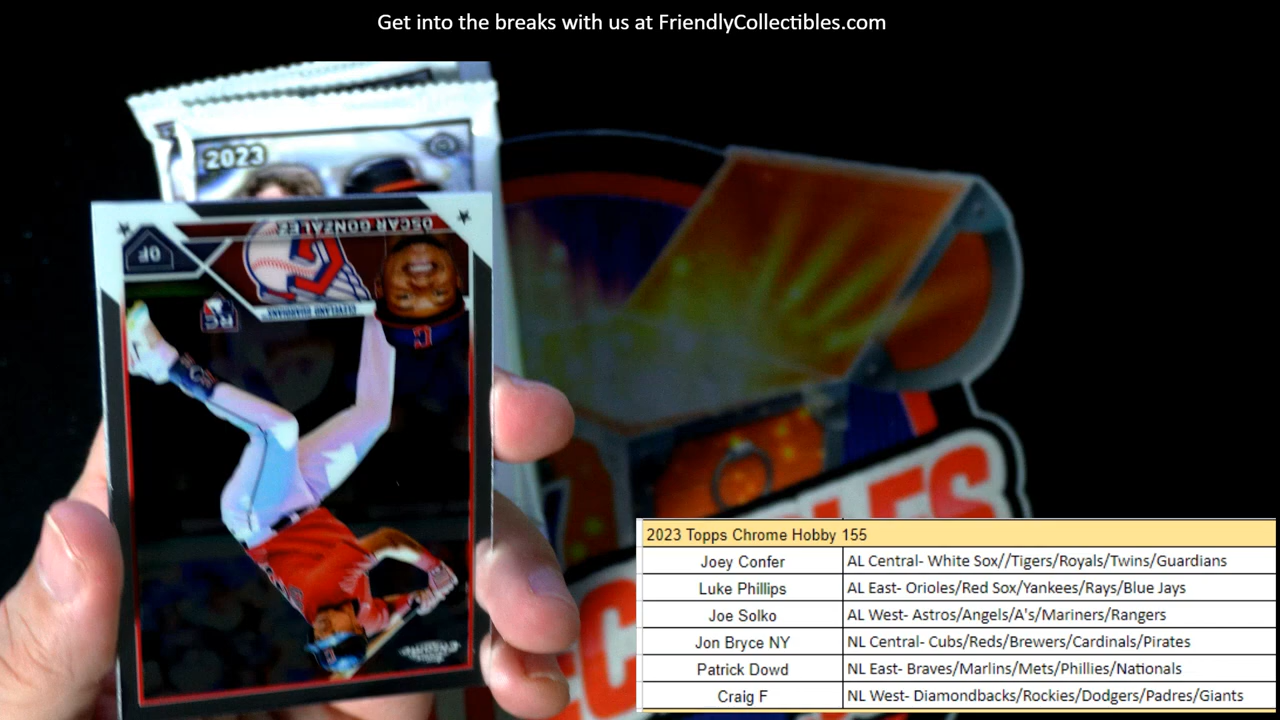 Get into the breaks with us at FriendlyCollectibles.com
2023
OSCAR GONZALEZ
OF
CLEVELAND GUARDIANS
RC
C
2023 Topps Chrome Hobby 155
Joey Confer AL Central- White Sox//Tigers/Royals/Twins/Guardians
Luke Phillips AL East- Orioles/Red Sox/Yankees/Rays/Blue Jays
Joe Solko AL West- Astros/Angels/A's/Mariners/Rangers
Jon Bryce NY NL Central- Cubs/Reds/Brewers/Cardinals/Pirates
Patrick Dowd NL East- Braves/Marlins/Mets/Phillies/Nationals
Craig F NL West- Diamondbacks/Rockies/Dodgers/Padres/Giants